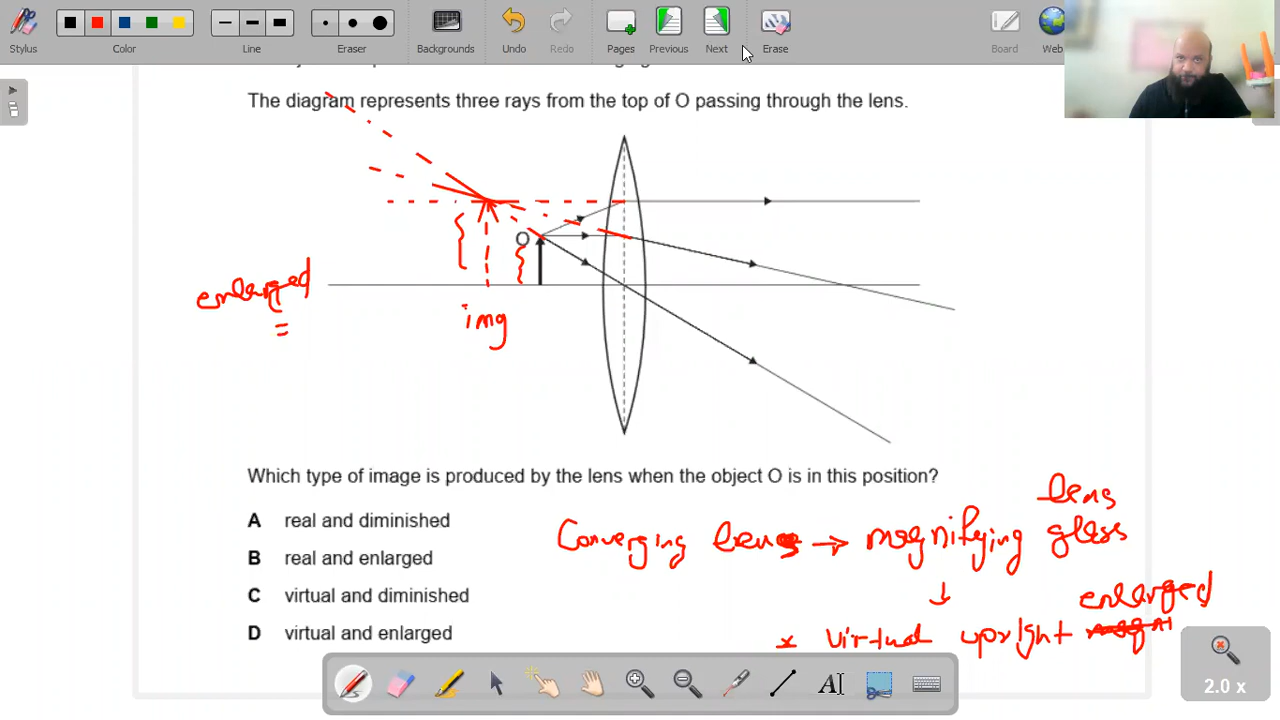 Stylus
Color
Line
Eraser
Backgrounds
Undo
Redo
Pages
Previous
Next
Erase
Board
Web
The diagram represents three rays from the top of O passing through the lens.
O
enlarged
=
img
Which type of image is produced by the lens when the object O is in this position?
A real and diminished
B real and enlarged
C virtual and diminished
D virtual and enlarged
lens
Converging lens → magnifying glass
↓
enlarged
x virtual upright
2.0 x